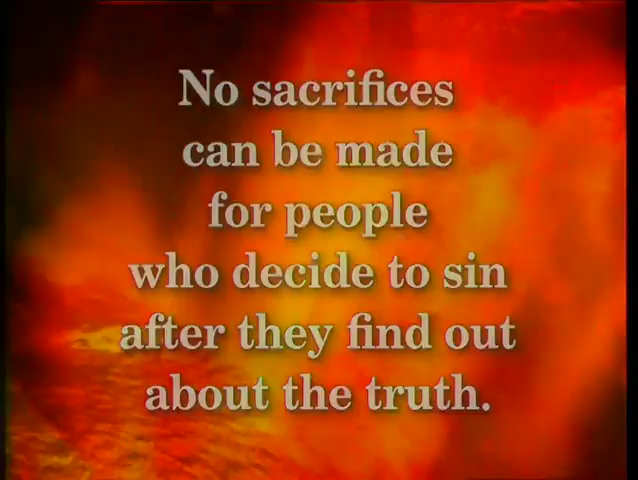 No sacrifices
can be made
for people
who decide to sin
after they find out
about the truth.